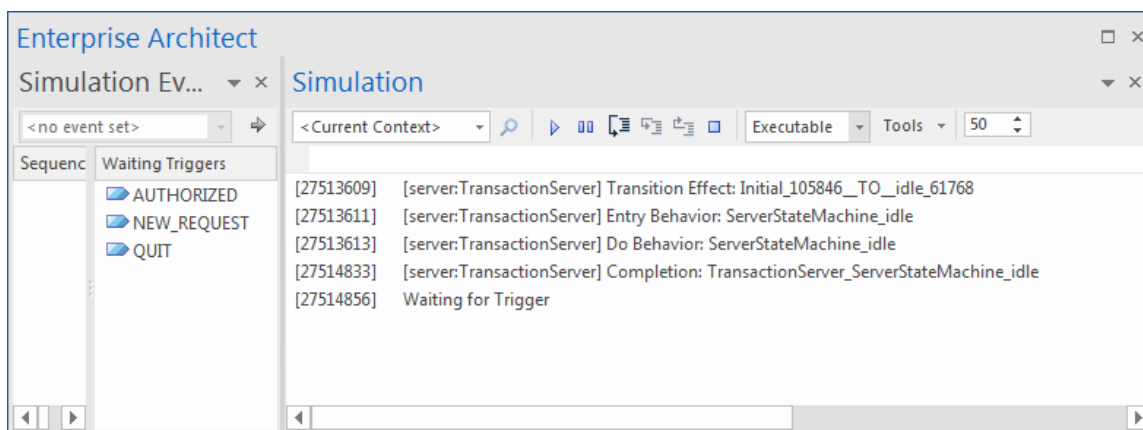 Enterprise Architect
Simulation Ev...
Simulation
<no event set>
<Current Context>
Executable
Tools
50
Sequenc
Waiting Triggers
AUTHORIZED
NEW_REQUEST
QUIT
[27513609] [server:TransactionServer] Transition Effect: Initial_105846__TO__idle_61768
[27513611] [server:TransactionServer] Entry Behavior: ServerStateMachine_idle
[27513613] [server:TransactionServer] Do Behavior: ServerStateMachine_idle
[27514833] [server:TransactionServer] Completion: TransactionServer_ServerStateMachine_idle
[27514856] Waiting for Trigger